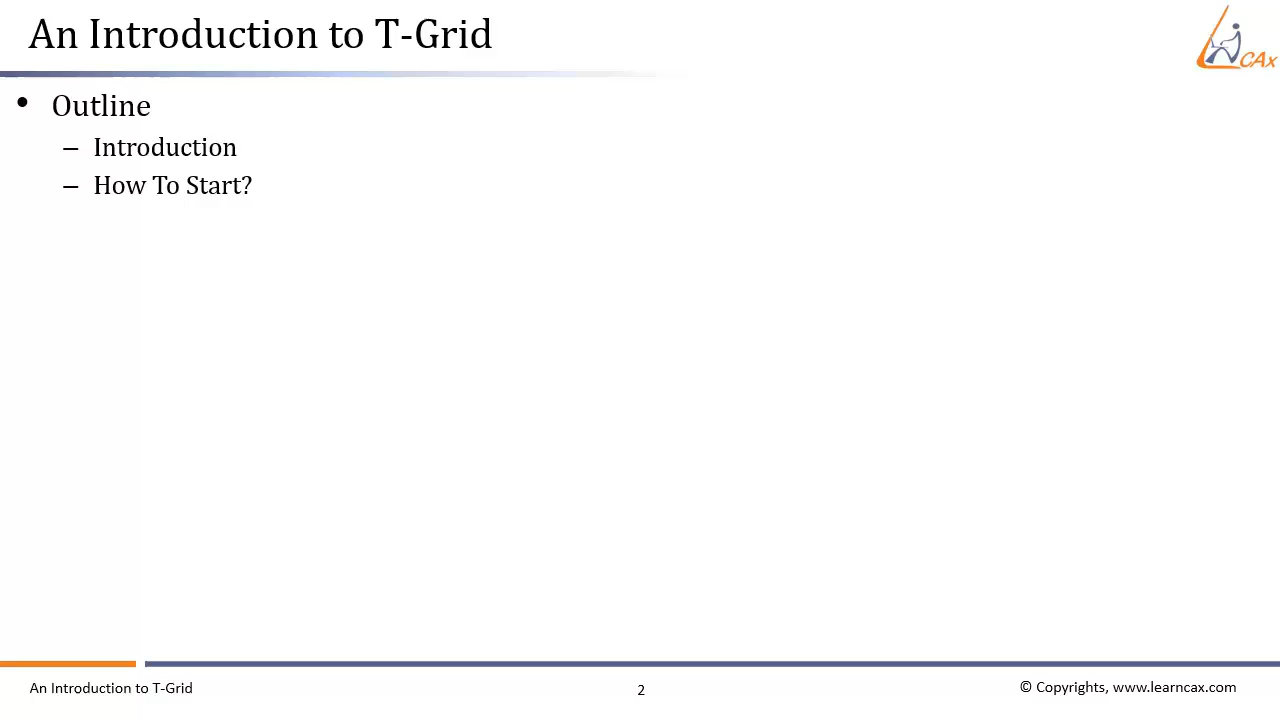 An Introduction to T-Grid
CAx
• Outline
– Introduction
– How To Start?
An Introduction to T-Grid
2
© Copyrights, www.learncax.com